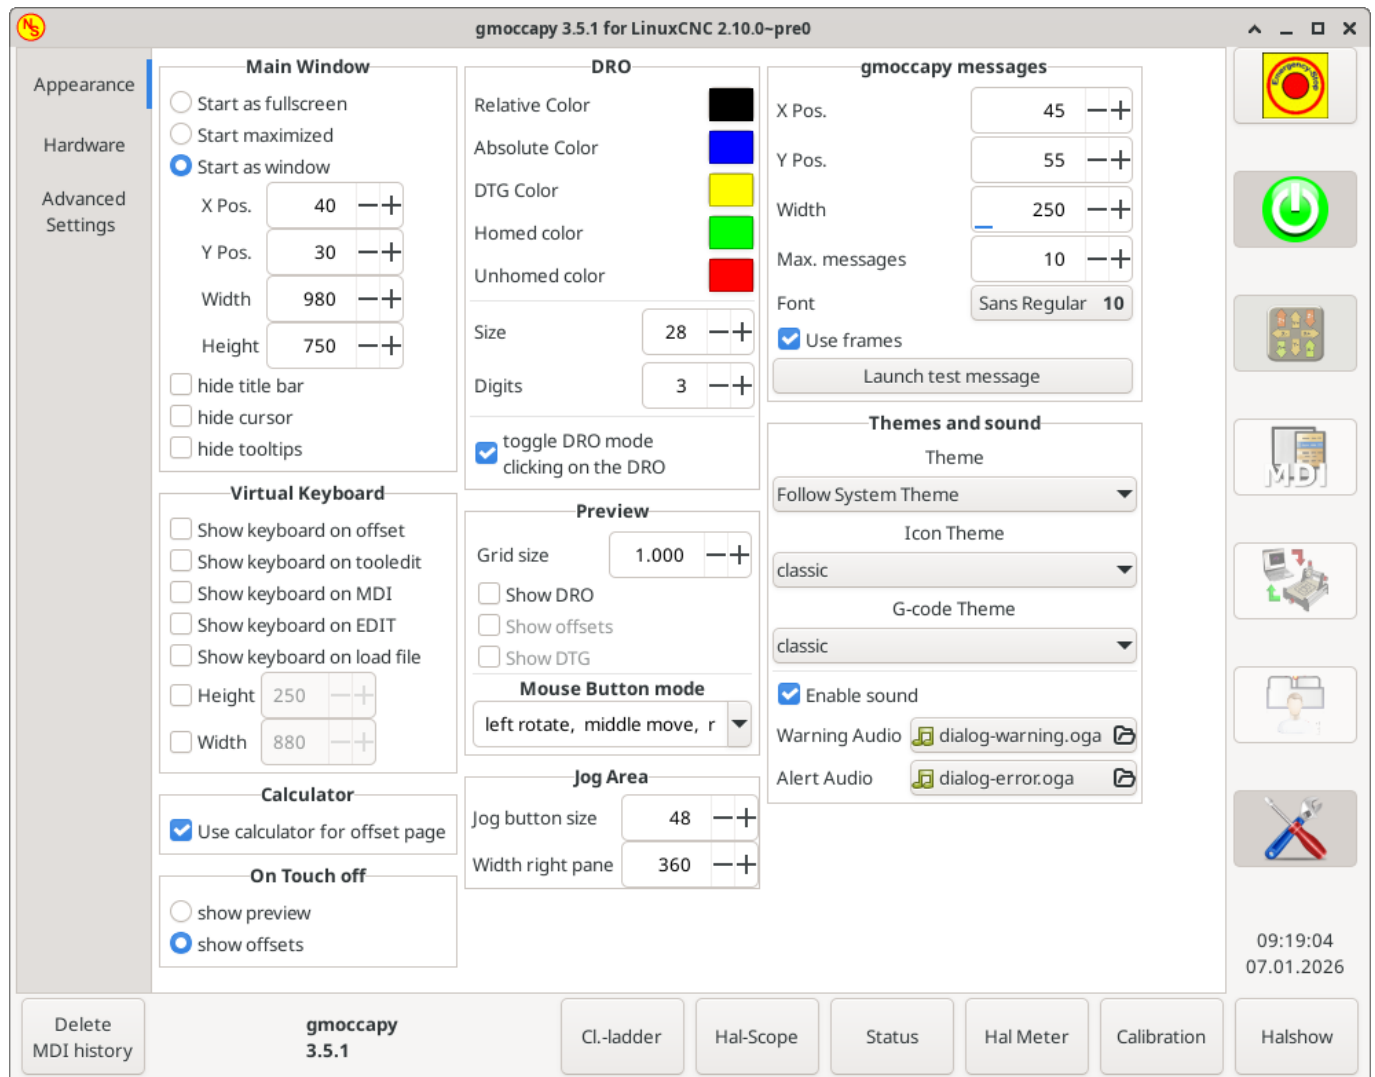 NS
gmoccapy 3.5.1 for LinuxCNC 2.10.0~pre0
Appearance
Hardware
Advanced
Settings
Main Window
Start as fullscreen
Start maximized
Start as window
X Pos. 40
Y Pos. 30
Width 980
Height 750
hide title bar
hide cursor
hide tooltips
Virtual Keyboard
Show keyboard on offset
Show keyboard on tooledit
Show keyboard on MDI
Show keyboard on EDIT
Show keyboard on load file
Height 250
Width 880
Calculator
Use calculator for offset page
On Touch off
show preview
show offsets
DRO
Relative Color
Absolute Color
DTG Color
Homed color
Unhomed color
Size 28
Digits 3
toggle DRO mode
clicking on the DRO
Preview
Grid size 1.000
Show DRO
Show offsets
Show DTG
Mouse Button mode
left rotate, middle move, r
Jog Area
Jog button size 48
Width right pane 360
gmoccapy messages
X Pos. 45
Y Pos. 55
Width 250
Max. messages 10
Font Sans Regular 10
Use frames
Launch test message
Themes and sound
Theme
Follow System Theme
Icon Theme
classic
G-code Theme
classic
Enable sound
Warning Audio dialog-warning.oga
Alert Audio dialog-error.oga
Emergency-Stop
MDI
09:19:04
07.01.2026
Delete
MDI history
gmoccapy
3.5.1
Cl.-ladder
Hal-Scope
Status
Hal Meter
Calibration
Halshow